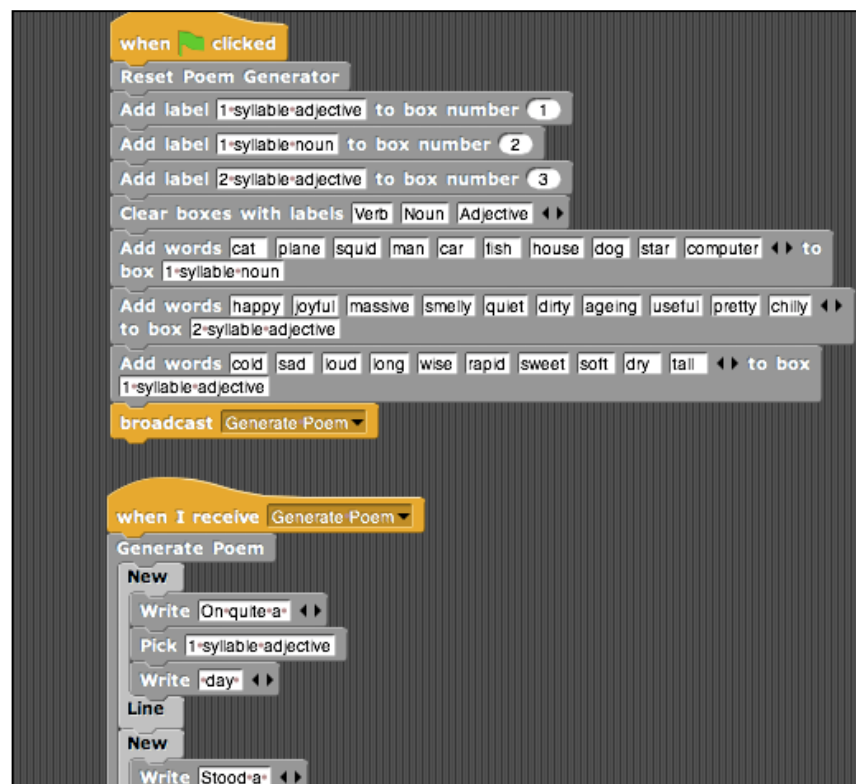 when clicked
Reset Poem Generator
Add label 1•syllable•adjective to box number 1
Add label 1•syllable•noun to box number 2
Add label 2•syllable•adjective to box number 3
Clear boxes with labels Verb Noun Adjective
Add words cat plane squid man car fish house dog star computer to
box 1•syllable•noun
Add words happy joyful massive smelly quiet dirty ageing useful pretty chilly
to box 2•syllable•adjective
Add words cold sad loud long wise rapid sweet soft dry tall to box
1•syllable•adjective
broadcast Generate Poem
when I receive Generate Poem
Generate Poem
New
Write On•quite•a•
Pick 1•syllable•adjective
Write •day•
Line
New
Write Stood•a•